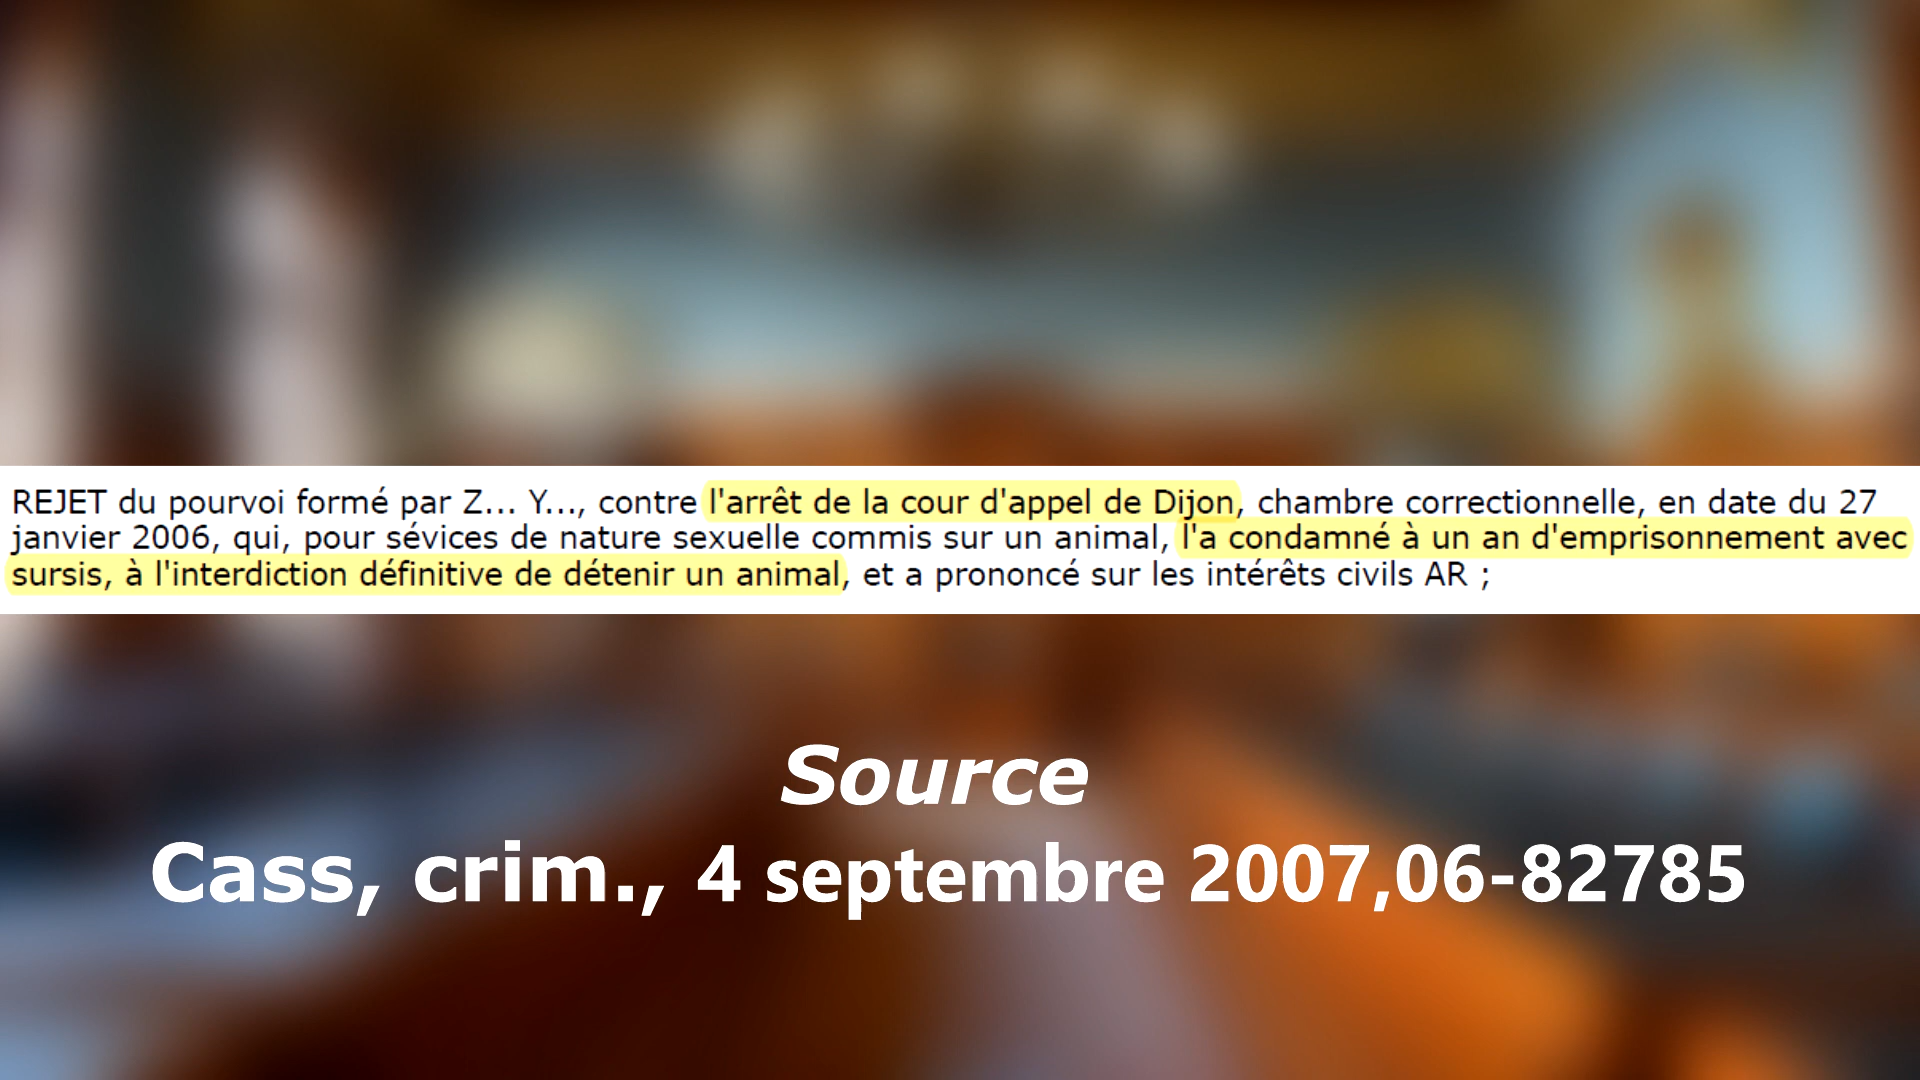 REJET du pourvoi formé par Z... Y..., contre l'arrêt de la cour d'appel de Dijon, chambre correctionnelle, en date du 27
janvier 2006, qui, pour sévices de nature sexuelle commis sur un animal, l'a condamné à un an d'emprisonnement avec
sursis, à l'interdiction définitive de détenir un animal, et a prononcé sur les intérêts civils AR ;
Source
Cass, crim., 4 septembre 2007,06-82785